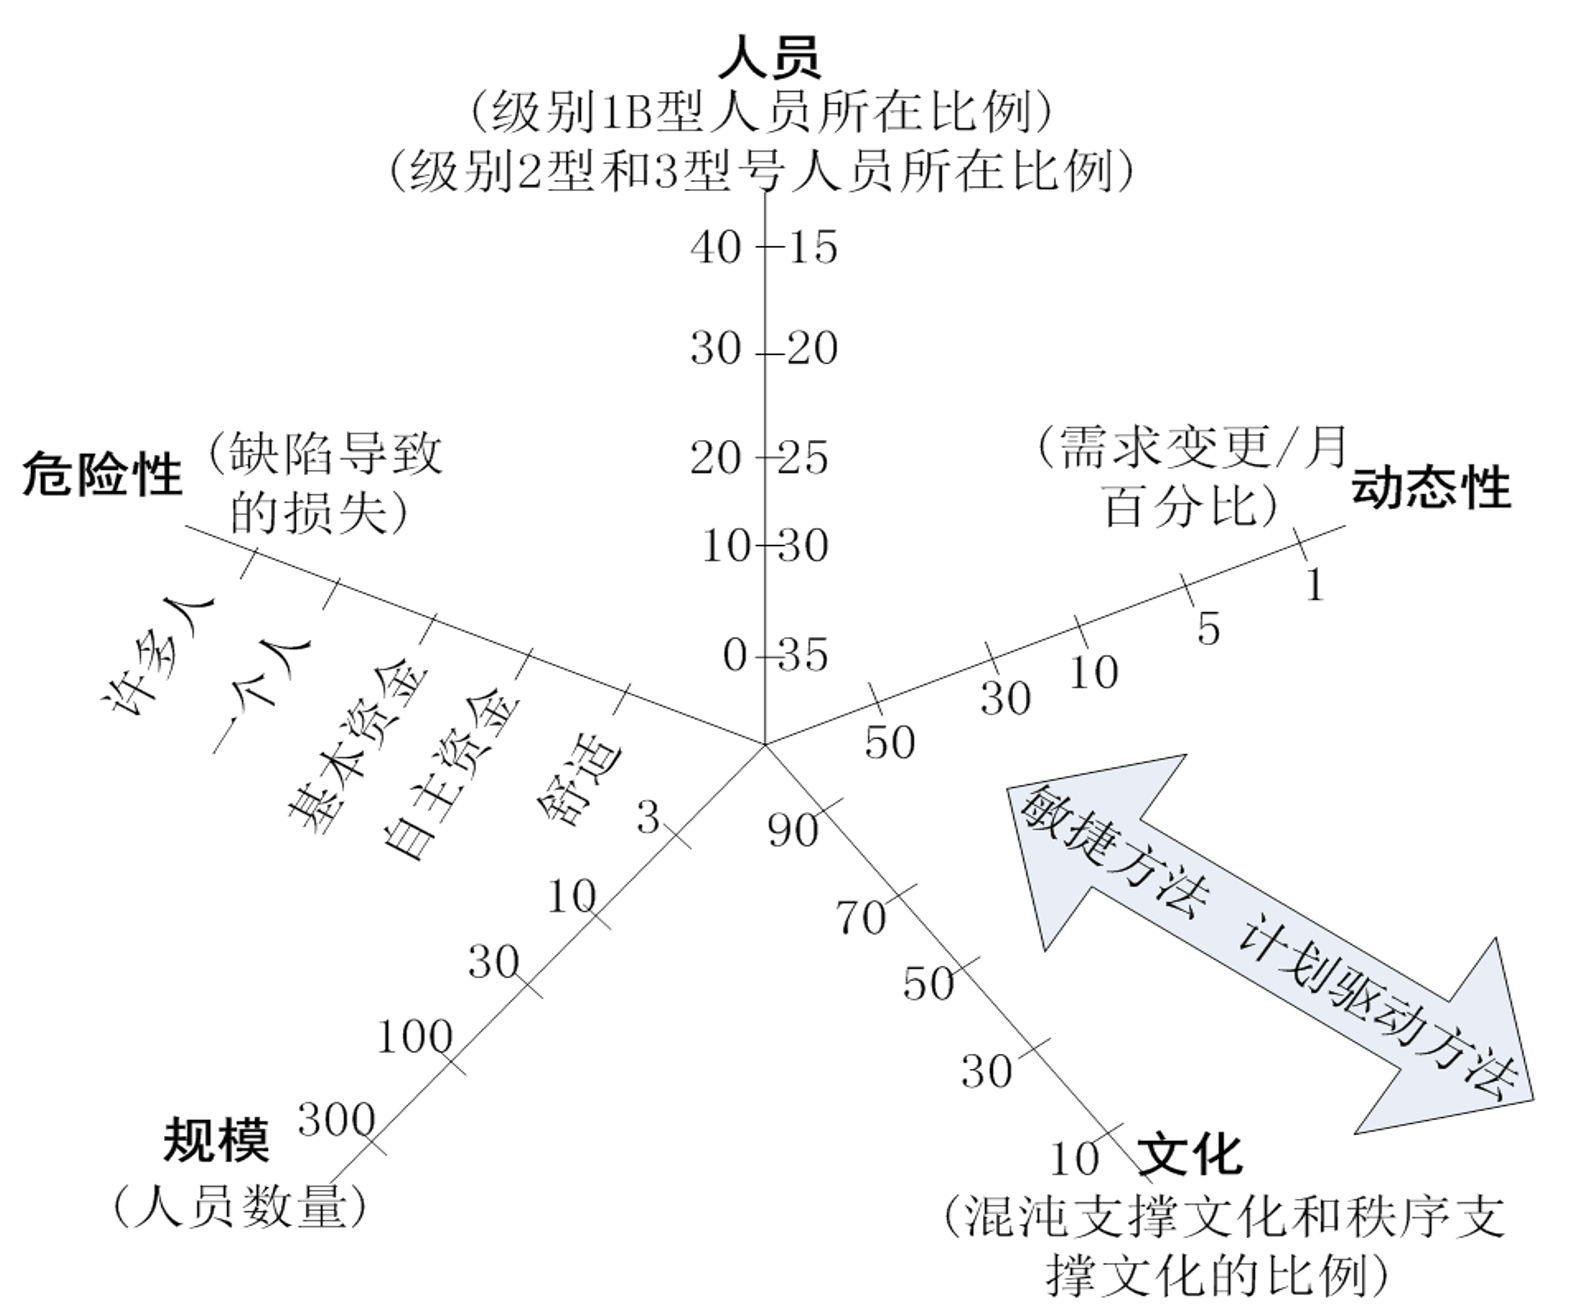 人员
(级别1B型人员所在比例)
(级别2型和3型号人员所在比例)
40 15
30 20
20 25
10 30
0 35
危险性
(缺陷导致
的损失)
许多人
一个人
基本资金
自主资金
舒适
(需求变更/月
百分比)
动态性
1
5
10
30
50
3
10
30
100
300
规模
(人员数量)
90
70
50
30
10
文化
(混沌支撑文化和秩序支
撑文化的比例)
敏捷方法 计划驱动方法